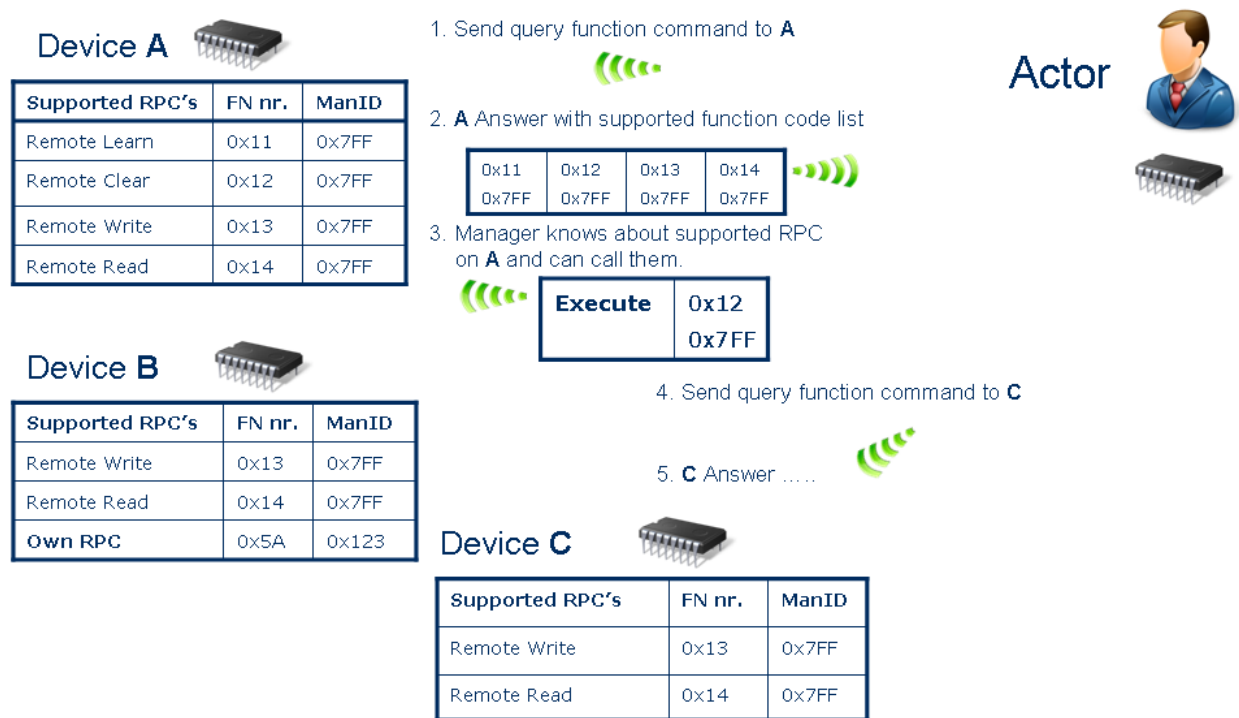 Device A
Supported RPC's FN nr. ManID
Remote Learn 0x11 0x7FF
Remote Clear 0x12 0x7FF
Remote Write 0x13 0x7FF
Remote Read 0x14 0x7FF
1. Send query function command to A
2. A Answer with supported function code list
0x11 0x12 0x13 0x14
0x7FF 0x7FF 0x7FF 0x7FF
3. Manager knows about supported RPC
on A and can call them.
Execute 0x12
0x7FF
Actor
Device B
Supported RPC's FN nr. ManID
Remote Write 0x13 0x7FF
Remote Read 0x14 0x7FF
Own RPC 0x5A 0x123
4. Send query function command to C
5. C Answer .....
Device C
Supported RPC's FN nr. ManID
Remote Write 0x13 0x7FF
Remote Read 0x14 0x7FF